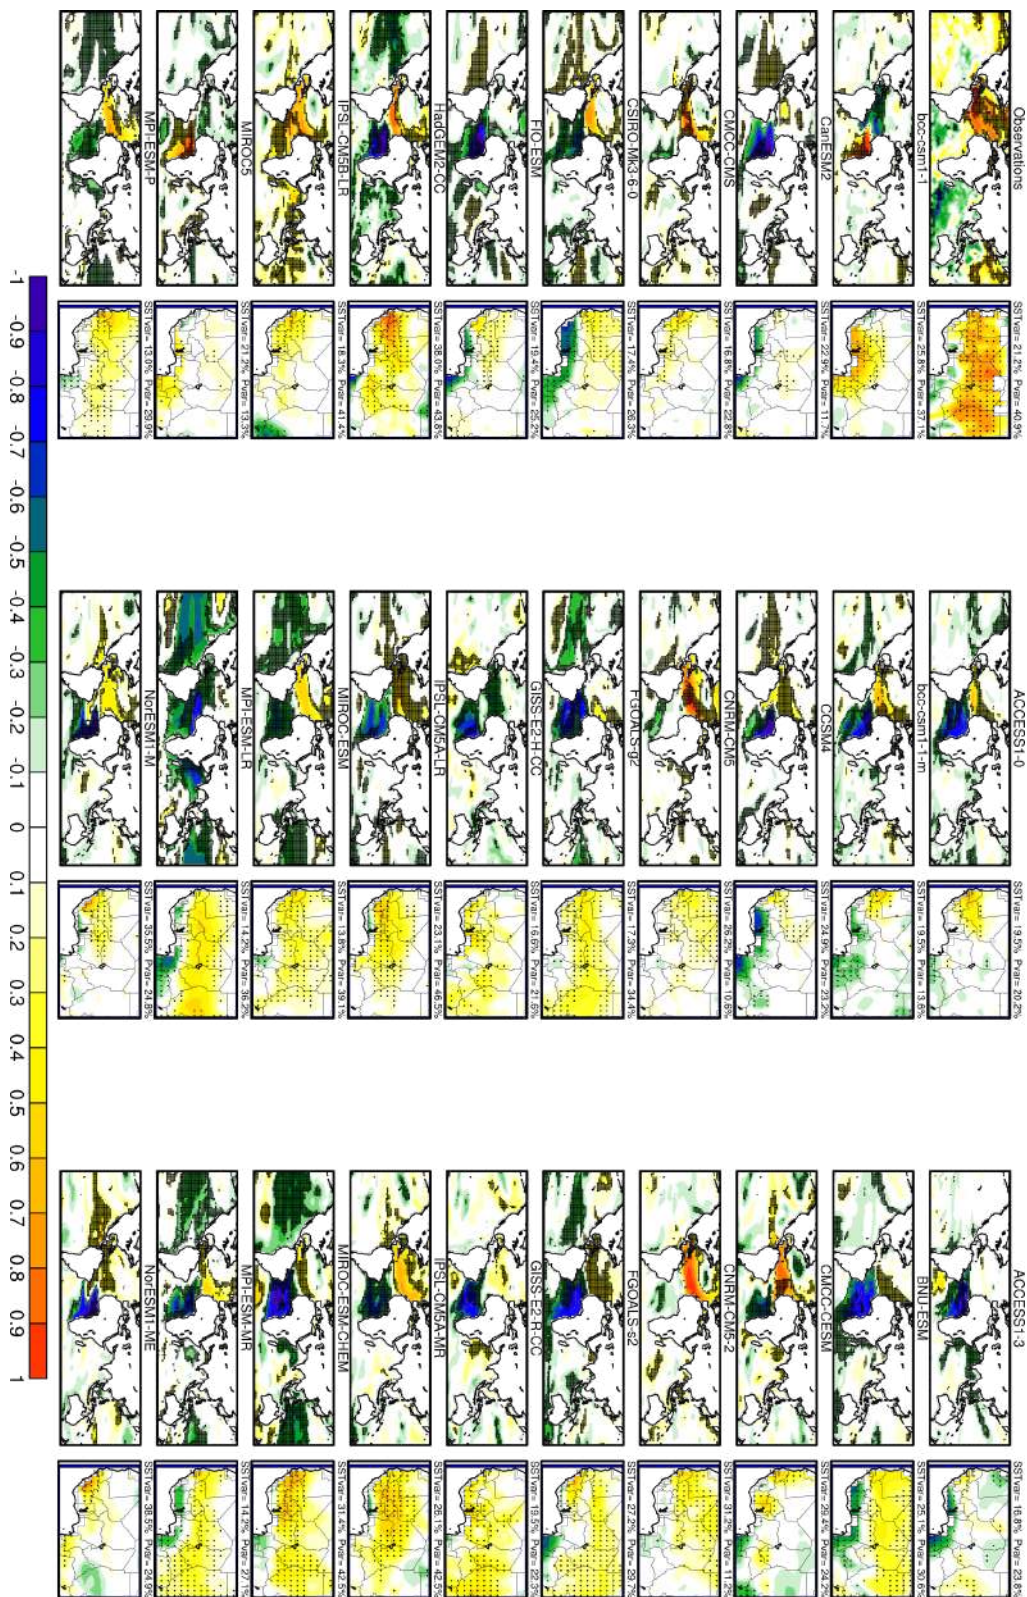 Observations
SSTvar= 21.2% Pvar= 40.9%
ACCESS1-0
SSTvar= 19.5% Pvar= 20.2%
ACCESS1-3
SSTvar= 16.8% Pvar= 23.8%
bcc-csm1-1
SSTvar= 25.8% Pvar= 37.1%
bcc-csm1-1-m
SSTvar= 19.5% Pvar= 13.8%
BNU-ESM
SSTvar= 25.1% Pvar= 30.6%
CanESM2
SSTvar= 22.9% Pvar= 11.7%
CCSM4
SSTvar= 24.9% Pvar= 23.2%
CMCC-CESM
SSTvar= 29.4% Pvar= 24.2%
CMCC-CMS
SSTvar= 16.8% Pvar= 22.8%
CNRM-CM5
SSTvar= 26.2% Pvar= 10.6%
CNRM-CM5-2
SSTvar= 31.2% Pvar= 11.2%
CSIRO-Mk3-6-0
SSTvar= 17.4% Pvar= 26.3%
FGOALS-g2
SSTvar= 17.3% Pvar= 34.4%
FGOALS-s2
SSTvar= 27.2% Pvar= 29.7%
FIO-ESM
SSTvar= 19.4% Pvar= 25.2%
GISS-E2-H-CC
SSTvar= 16.6% Pvar= 21.6%
GISS-E2-R-CC
SSTvar= 19.5% Pvar= 22.3%
HadGEM2-CC
SSTvar= 38.0% Pvar= 43.8%
IPSL-CM5A-LR
SSTvar= 23.1% Pvar= 46.5%
IPSL-CM5A-MR
SSTvar= 26.1% Pvar= 42.5%
IPSL-CM5B-LR
SSTvar= 18.3% Pvar= 41.4%
MIROC-ESM
SSTvar= 13.8% Pvar= 39.1%
MIROC-ESM-CHEM
SSTvar= 31.4% Pvar= 42.5%
MIROC5
SSTvar= 21.2% Pvar= 13.3%
MPI-ESM-LR
SSTvar= 14.2% Pvar= 36.2%
MPI-ESM-MR
SSTvar= 14.2% Pvar= 27.1%
MPI-ESM-P
SSTvar= 13.0% Pvar= 29.9%
NorESM1-M
SSTvar= 35.5% Pvar= 24.8%
NorESM1-ME
SSTvar= 38.5% Pvar= 24.9%
-1 -0.9 -0.8 -0.7 -0.6 -0.5 -0.4 -0.3 -0.2 -0.1 0 0.1 0.2 0.3 0.4 0.5 0.6 0.7 0.8 0.9 1